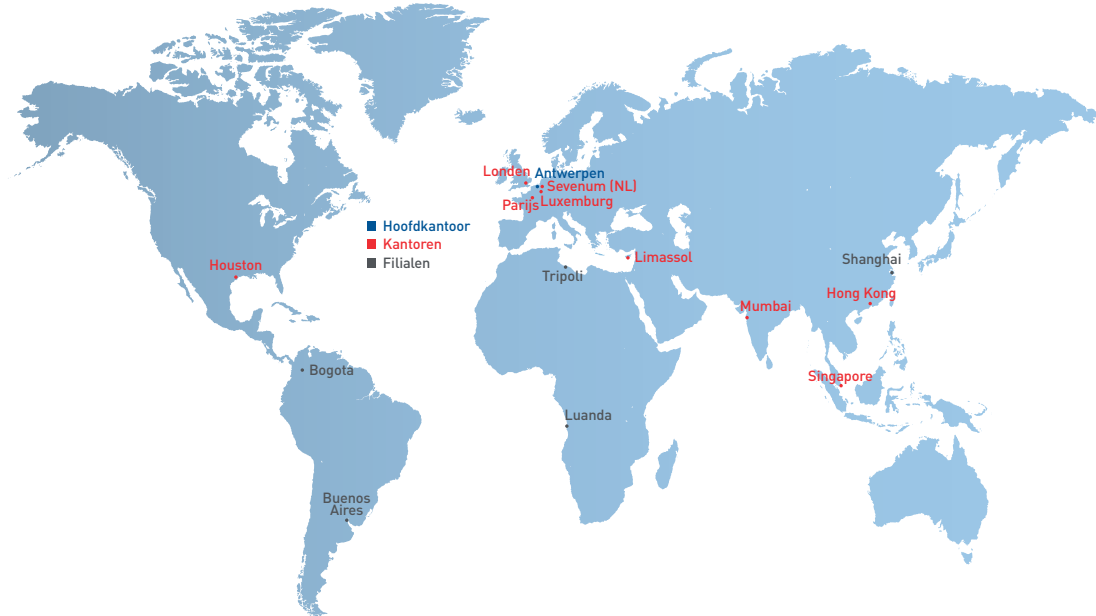 Londen
Antwerpen
Sevenum (NL)
Luxemburg
Parijs
Hoofdkantoor
Kantoren
Filialen
Houston
Limassol
Tripoli
Shanghai
Hong Kong
Mumbai
Singapore
Bogota
Luanda
Buenos
Aires